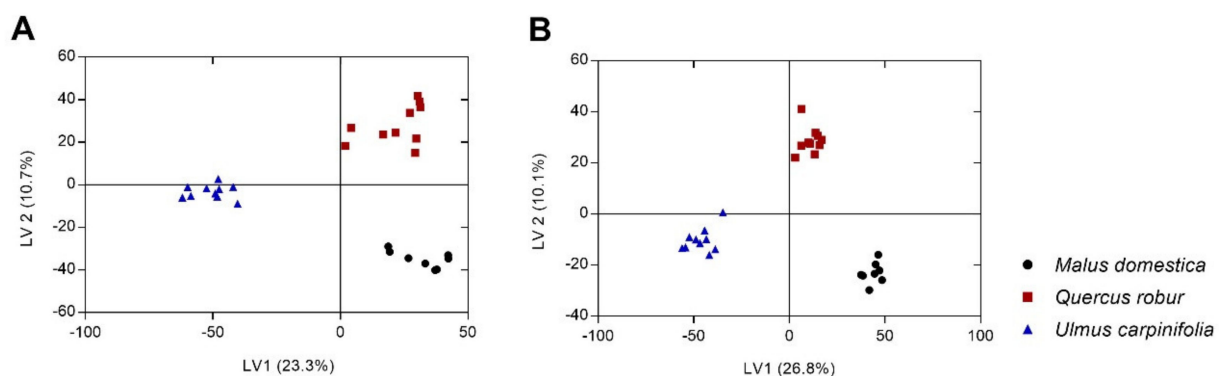 A
60
40
20
0
-20
-40
-60
-100
-50
0
50
LV 2 (10.7%)
LV1 (23.3%)
B
60
40
20
0
-20
-40
-100
-50
0
50
100
LV 2 (10.1%)
LV1 (26.8%)
Malus domestica
Quercus robur
Ulmus carpinifolia